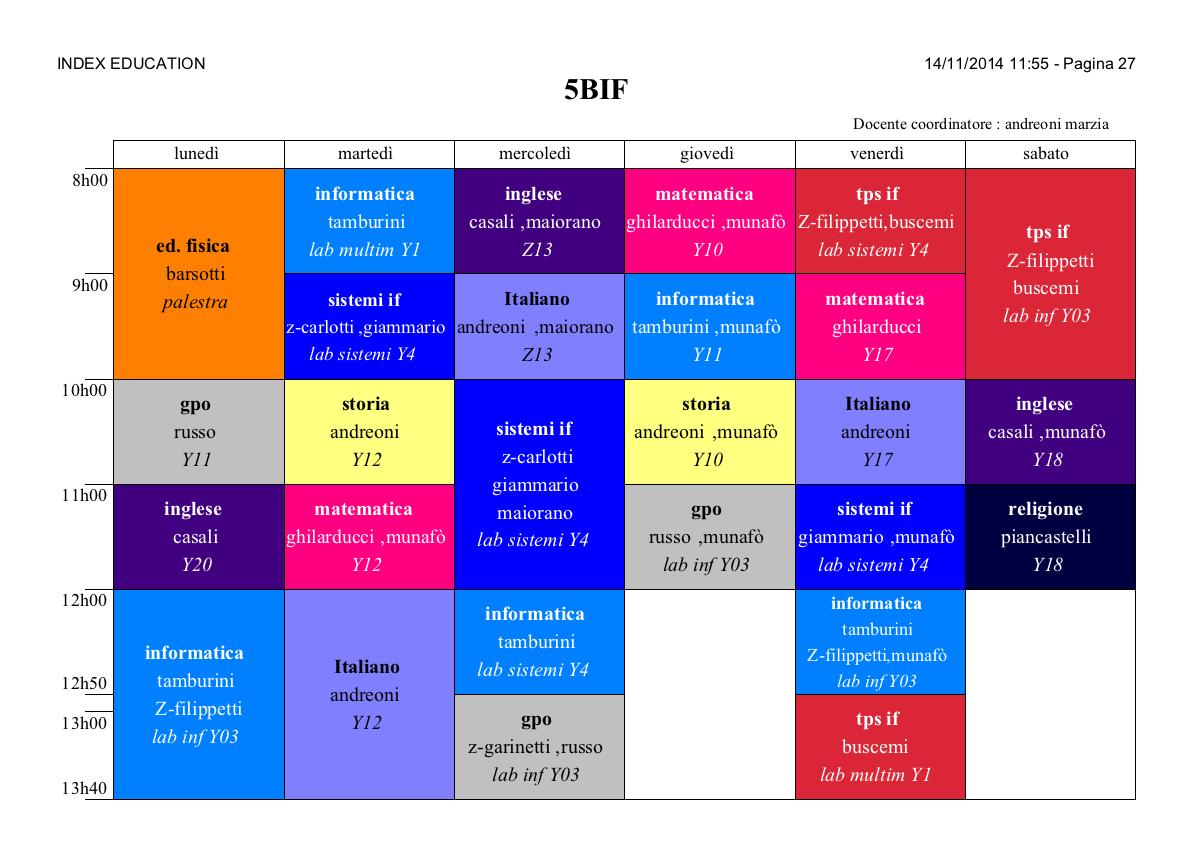 INDEX EDUCATION
14/11/2014 11:55 - Pagina 27
5BIF
Docente coordinatore : andreoni marzia
lunedì
martedì
mercoledì
giovedì
venerdì
sabato
8h00
9h00
10h00
11h00
12h00
12h50
13h00
13h40
ed. fisica
barsotti
palestra
gpo
russo
Y11
inglese
casali
Y20
informatica
tamburini
Z-filippetti
lab inf Y03
informatica
tamburini
lab multim Y1
sistemi if
z-carlotti ,giammario
lab sistemi Y4
storia
andreoni
Y12
matematica
ghilarducci ,munafò
Y12
Italiano
andreoni
Y12
inglese
casali ,maiorano
Z13
Italiano
andreoni ,maiorano
Z13
sistemi if
z-carlotti
giammario
maiorano
lab sistemi Y4
informatica
tamburini
lab sistemi Y4
gpo
z-garinetti ,russo
lab inf Y03
matematica
ghilarducci ,munafò
Y10
informatica
tamburini ,munafò
Y11
storia
andreoni ,munafò
Y10
gpo
russo ,munafò
lab inf Y03
tps if
Z-filippetti,buscemi
lab sistemi Y4
matematica
ghilarducci
Y17
Italiano
andreoni
Y17
sistemi if
giammario ,munafò
lab sistemi Y4
informatica
tamburini
Z-filippetti,munafò
lab inf Y03
tps if
buscemi
lab multim Y1
tps if
Z-filippetti
buscemi
lab inf Y03
inglese
casali ,munafò
Y18
religione
piancastelli
Y18